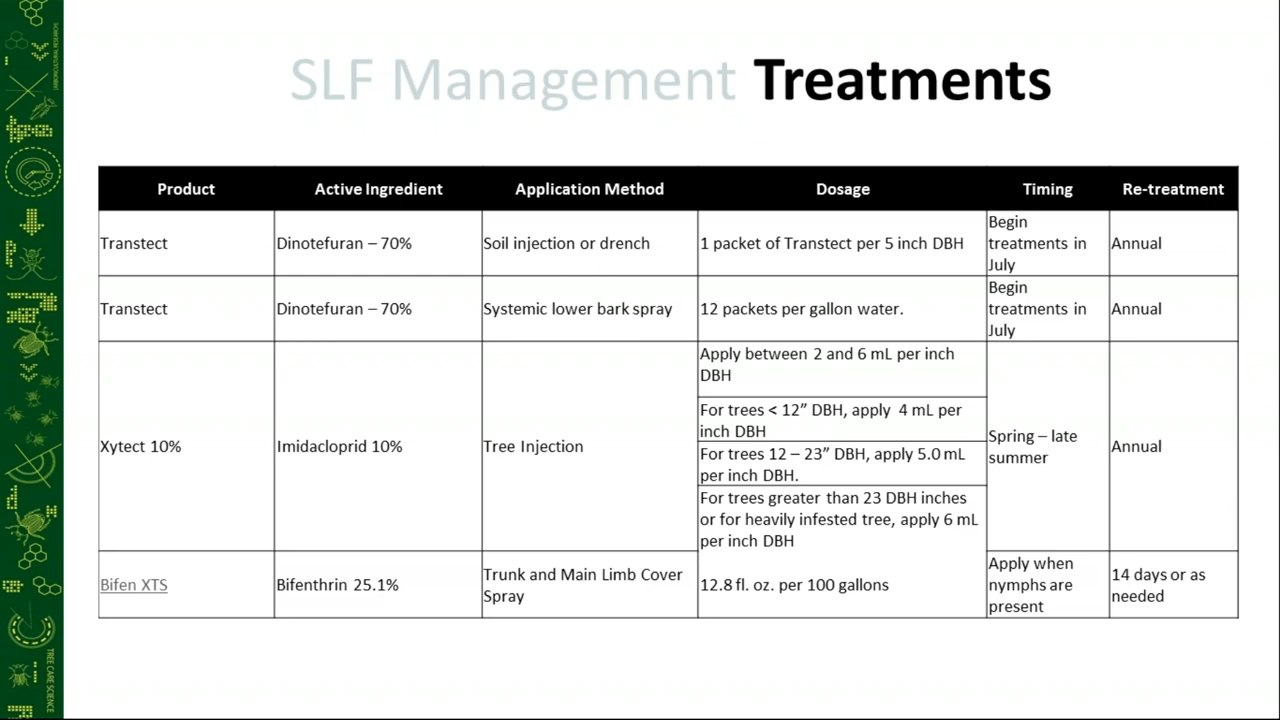 SLF Management Treatments
Product Active Ingredient Application Method Dosage Timing Re-treatment
Transtect Dinotefuran – 70% Soil injection or drench 1 packet of Transtect per 5 inch DBH Begin
treatments in
July Annual
Transtect Dinotefuran – 70% Systemic lower bark spray 12 packets per gallon water. Begin
treatments in
July Annual
Xytect 10% Imidacloprid 10% Tree Injection
Apply between 2 and 6 mL per inch
DBH
For trees < 12” DBH, apply  4 mL per
inch DBH
For trees 12 – 23” DBH, apply 5.0 mL
per inch DBH.
For trees greater than 23 DBH inches
or for heavily infested tree, apply 6 mL
per inch DBH
Spring – late
summer
Annual
Bifen XTS Bifenthrin 25.1% Trunk and Main Limb Cover
Spray
12.8 fl. oz. per 100 gallons
Apply when
nymphs are
present
14 days or as
needed
TREE CARE SCIENCE